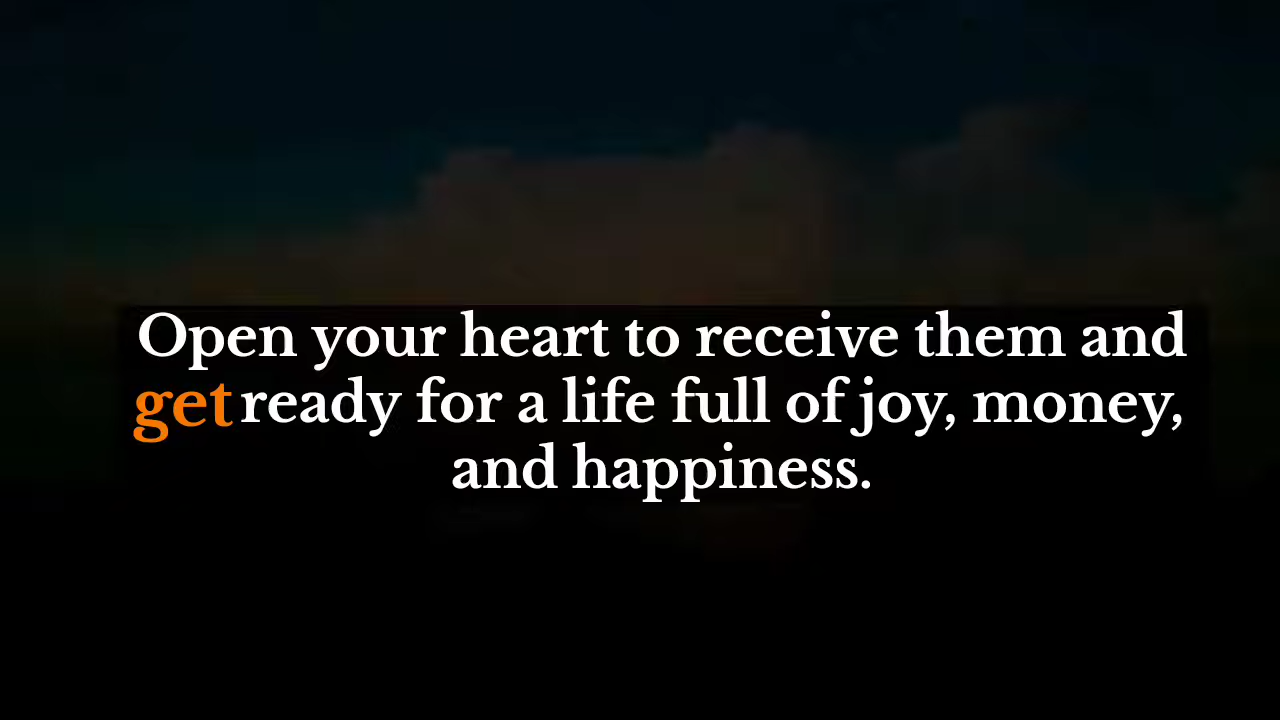 Open your heart to receive them and
get ready for a life full of joy, money,
and happiness.